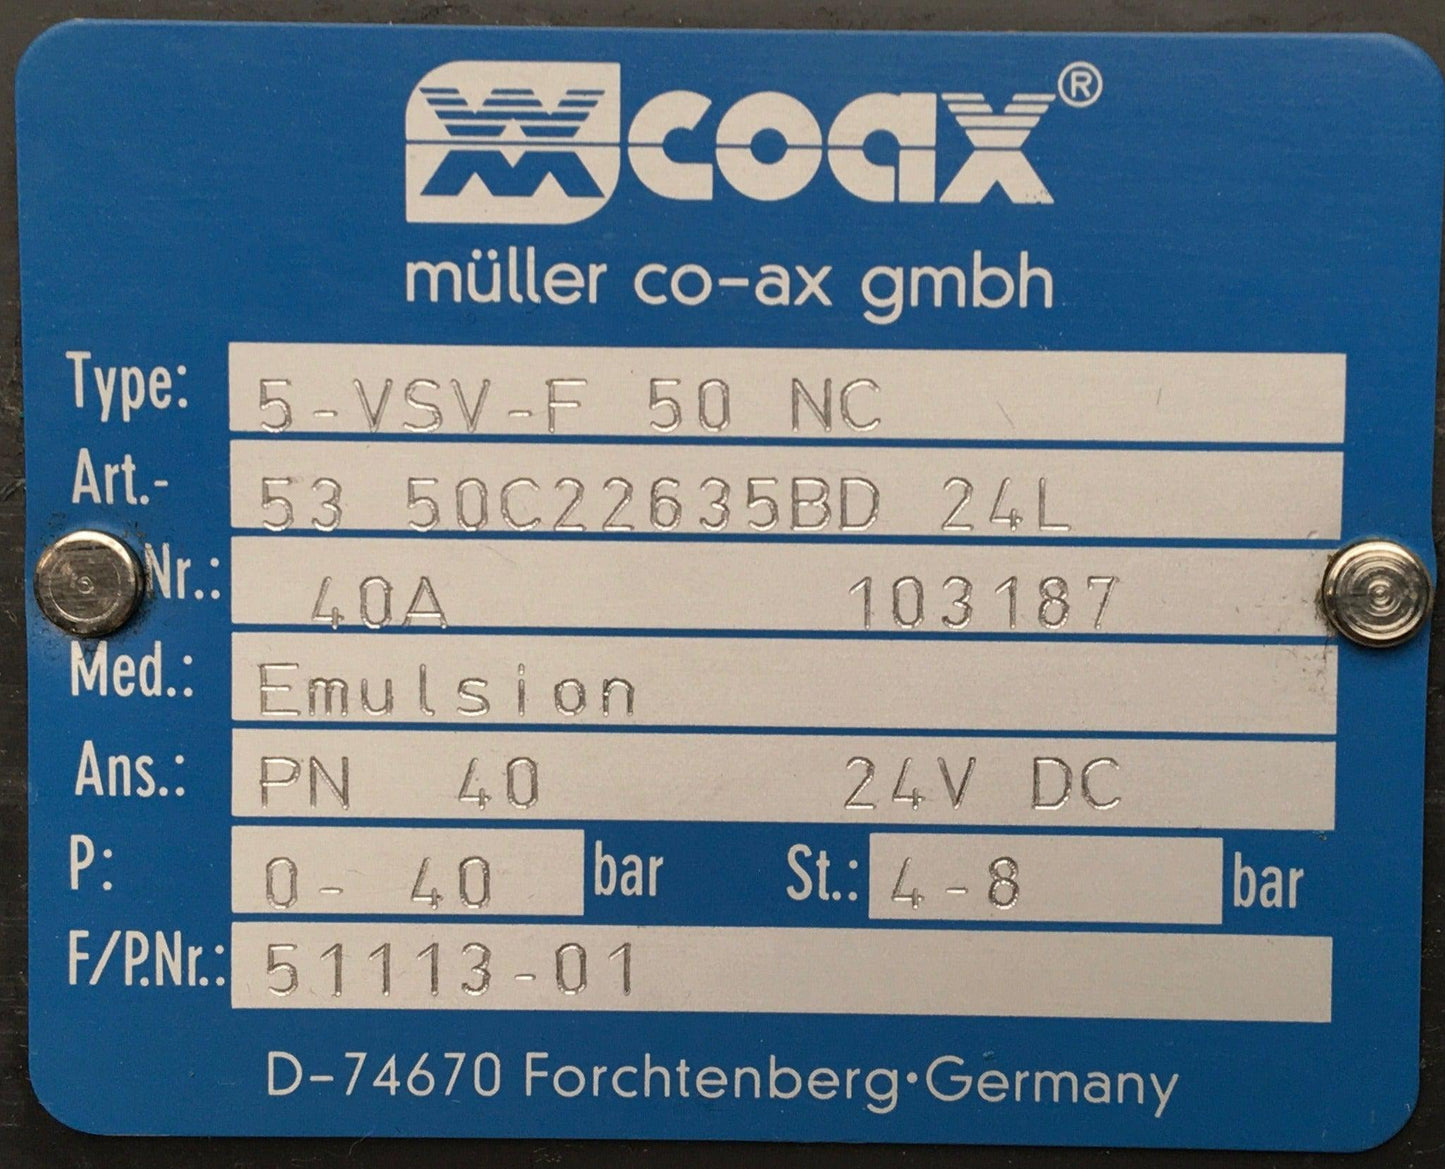 coax®
müller co-ax gmbh
Type: 5-VSV-F 50 NC
Art.- 53 50C22635BD 24L
Nr.: 40A 103187
Med.: Emulsion
Ans.: PN 40 24V DC
P: 0- 40 bar St.: 4-8 bar
F/P.Nr.: 51113-01
D-74670 Forchtenberg•Germany